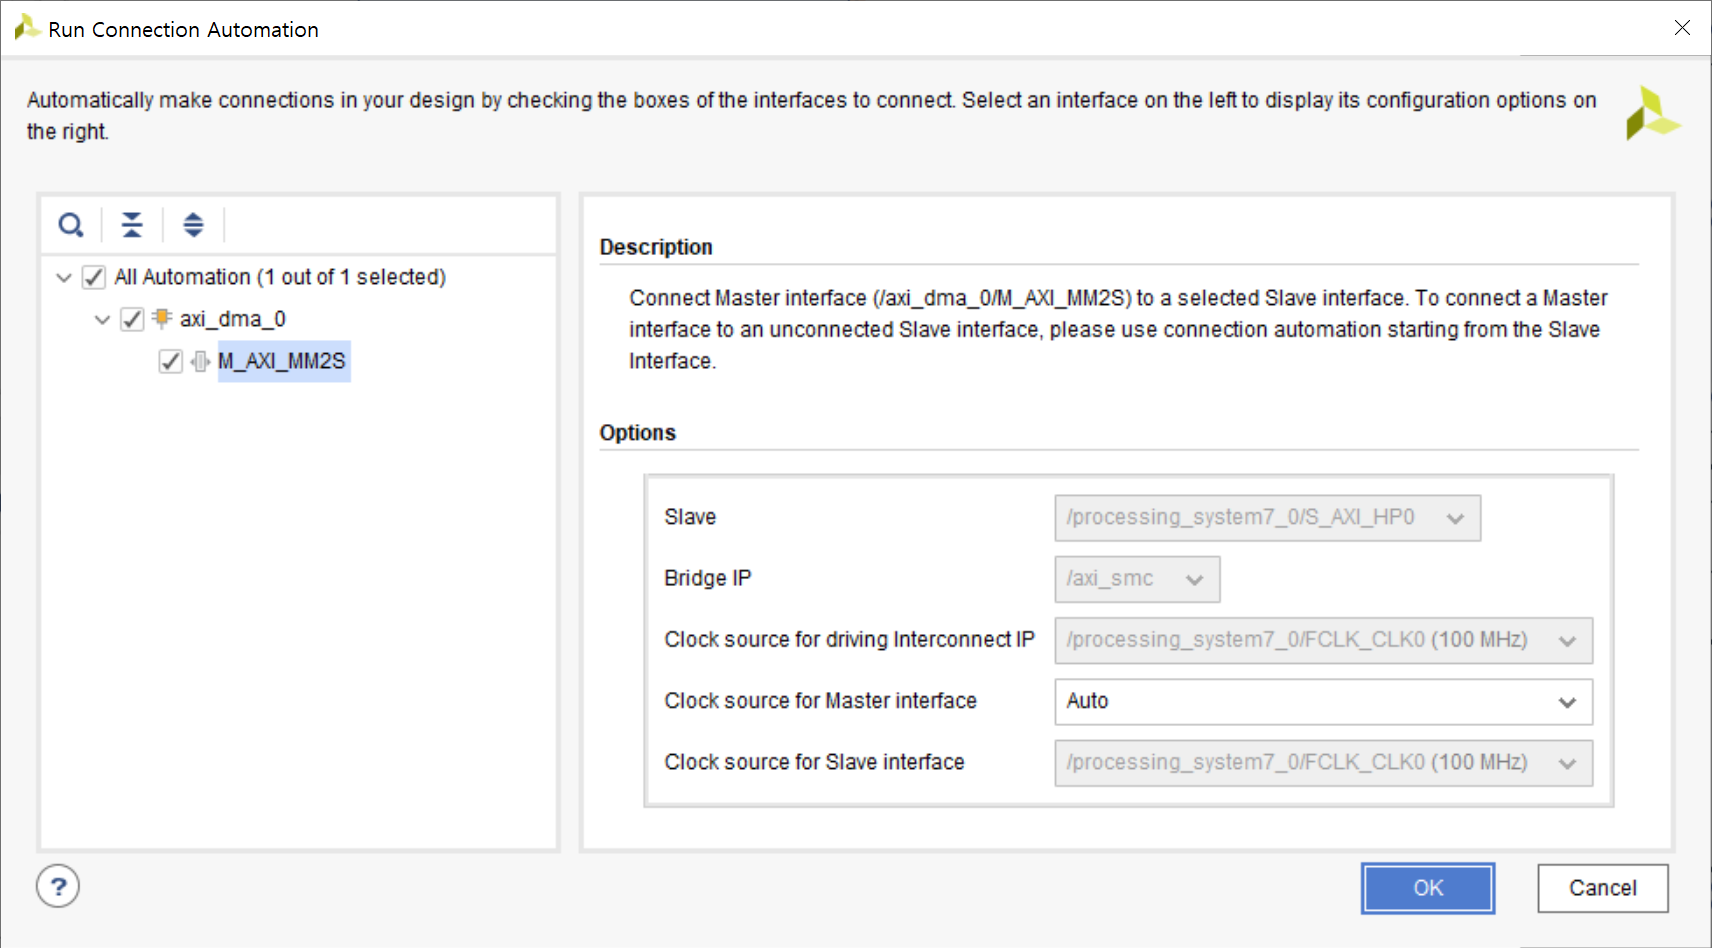 Run Connection Automation
Automatically make connections in your design by checking the boxes of the interfaces to connect. Select an interface on the left to display its configuration options on
the right.
All Automation (1 out of 1 selected)
axi_dma_0
M_AXI_MM2S
Description
Connect Master interface (/axi_dma_0/M_AXI_MM2S) to a selected Slave interface. To connect a Master
interface to an unconnected Slave interface, please use connection automation starting from the Slave
Interface.
Options
Slave /processing_system7_0/S_AXI_HP0
Bridge IP /axi_smc
Clock source for driving Interconnect IP /processing_system7_0/FCLK_CLK0 (100 MHz)
Clock source for Master interface Auto
Clock source for Slave interface /processing_system7_0/FCLK_CLK0 (100 MHz)
?
OK Cancel